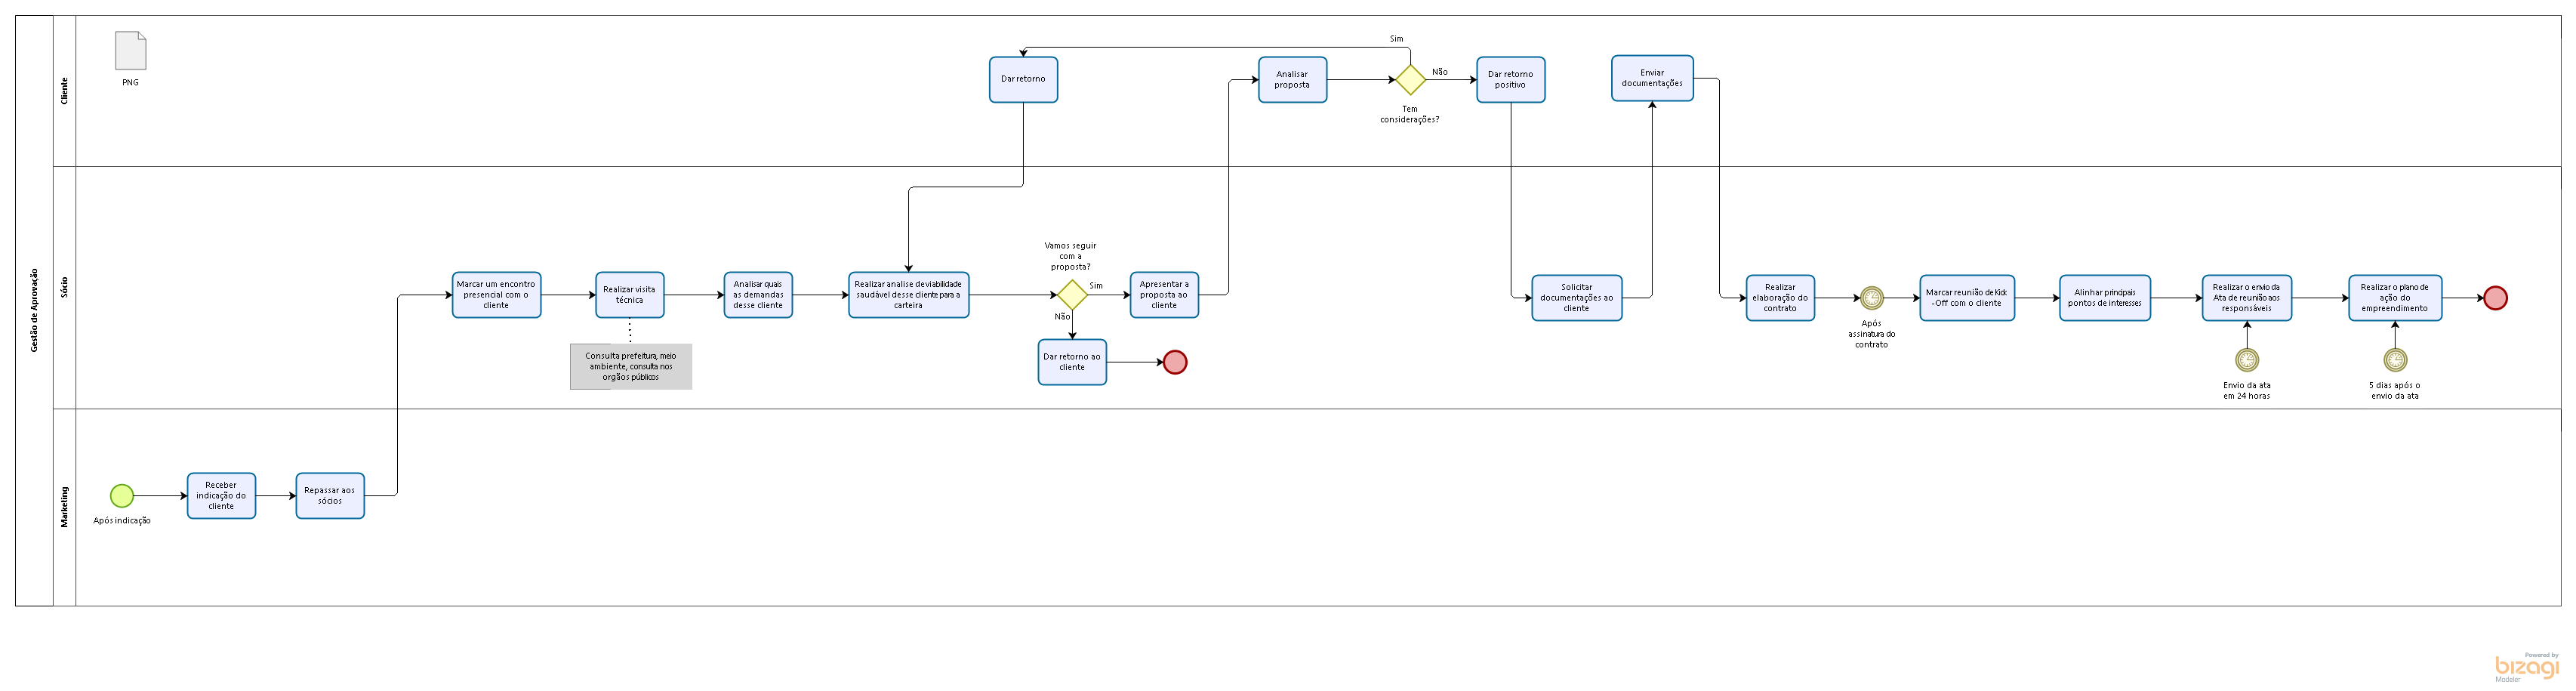 Gestão de Aprovação
Cliente
PNG
Dar retorno
Analisar
proposta
Sim
Não
Tem
considerações?
Dar retorno
positivo
Enviar
documentações
Sócio
Marcar um encontro
presencial com o
cliente
Realizar visita
técnica
Consulta prefeitura, meio
ambiente, consulta nos
orgãos públicos
Analisar quais
as demandas
desse cliente
Realizar analise de viabilidade
saudável desse cliente para a
carteira
Vamos seguir
com a
proposta?
Sim
Não
Apresentar a
proposta ao
cliente
Dar retorno ao
cliente
Solicitar
documentações ao
cliente
Realizar
elaboração do
contrato
Após
assinatura do
contrato
Marcar reunião de Kick
-Off com o cliente
Alinhar principais
pontos de interesses
Realizar o envio da
Ata de reunião aos
responsáveis
Envio da ata
em 24 horas
Realizar o plano de
ação do
empreendimento
5 dias após o
envio da ata
Marketing
Após indicação
Receber
indicação do
cliente
Repassar aos
sócios
Powered by
bizagi
Modeler